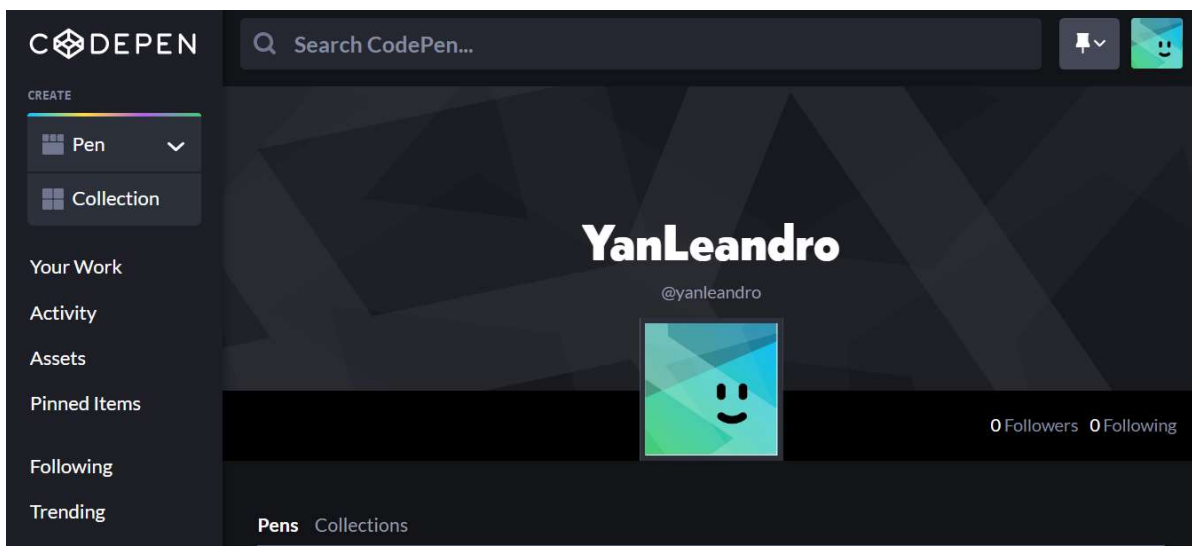 CODEPEN
Search CodePen...
CREATE
Pen
Collection
Your Work
Activity
Assets
Pinned Items
Following
Trending
YanLeandro
@yanleandro
0 Followers 0 Following
Pens Collections